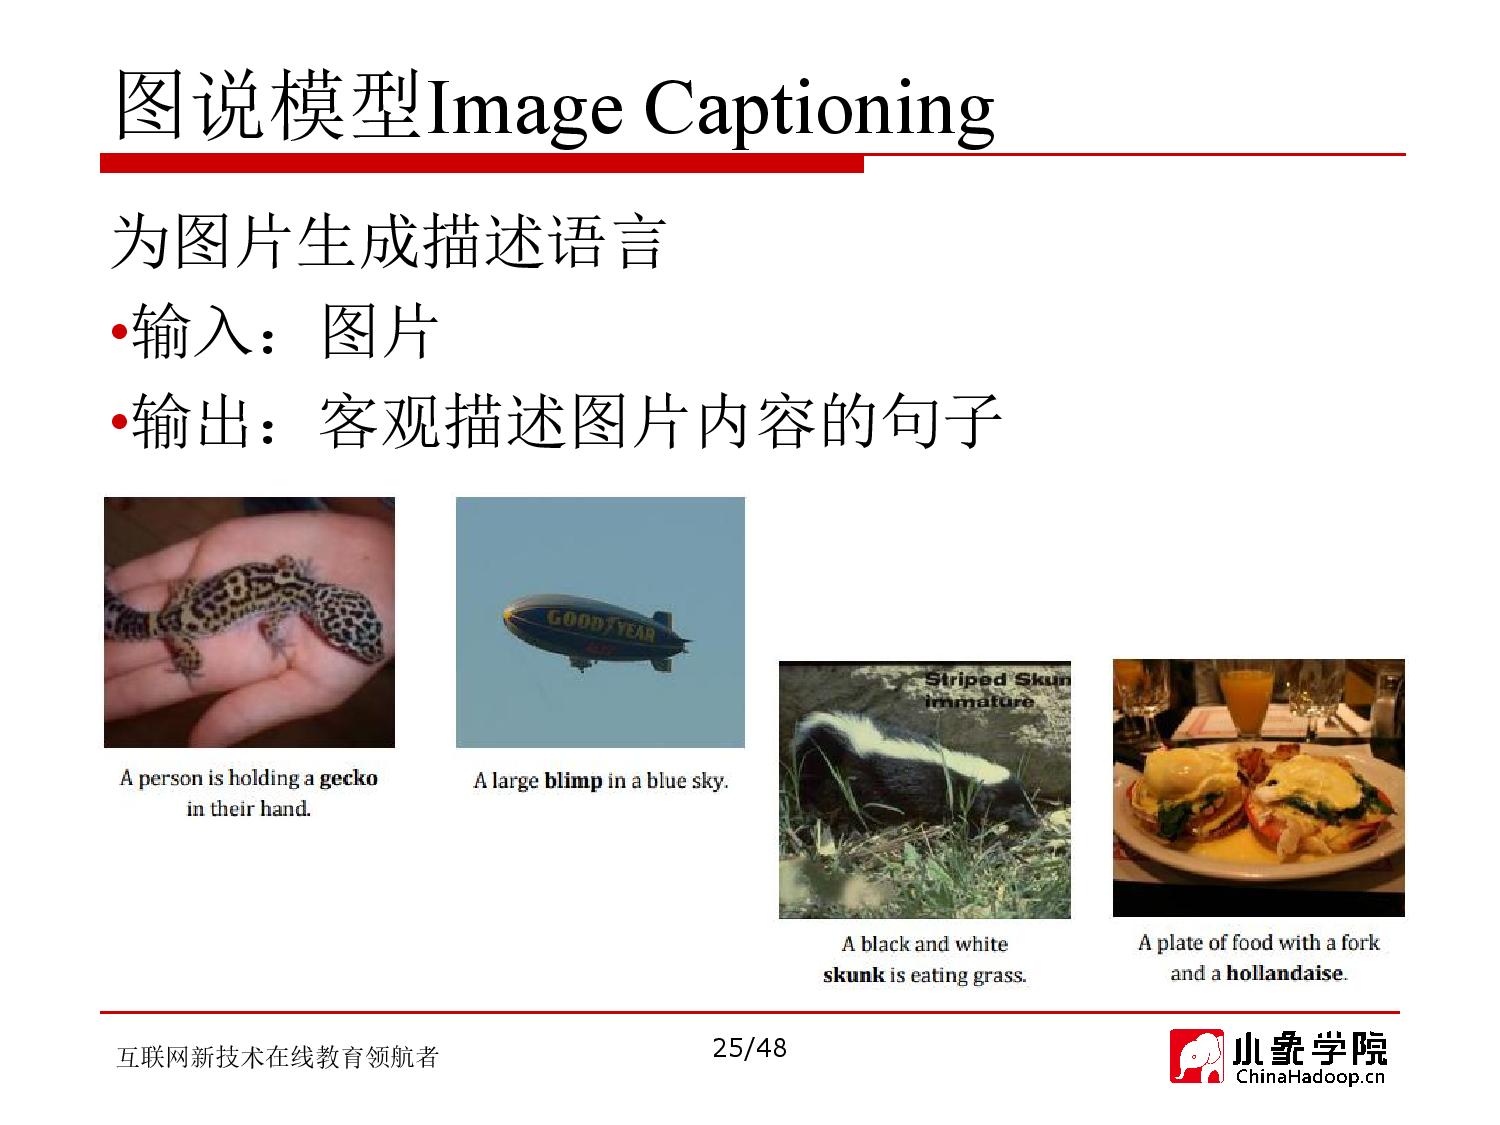 图说模型Image Captioning
为图片生成描述语言
•输入：图片
•输出：客观描述图片内容的句子
GOODYEAR
A person is holding a gecko
in their hand.
A large blimp in a blue sky.
Striped Skun
immature
A black and white
skunk is eating grass.
A plate of food with a fork
and a hollandaise.
互联网新技术在线教育领航者
25/48
小象学院
ChinaHadoop.cn